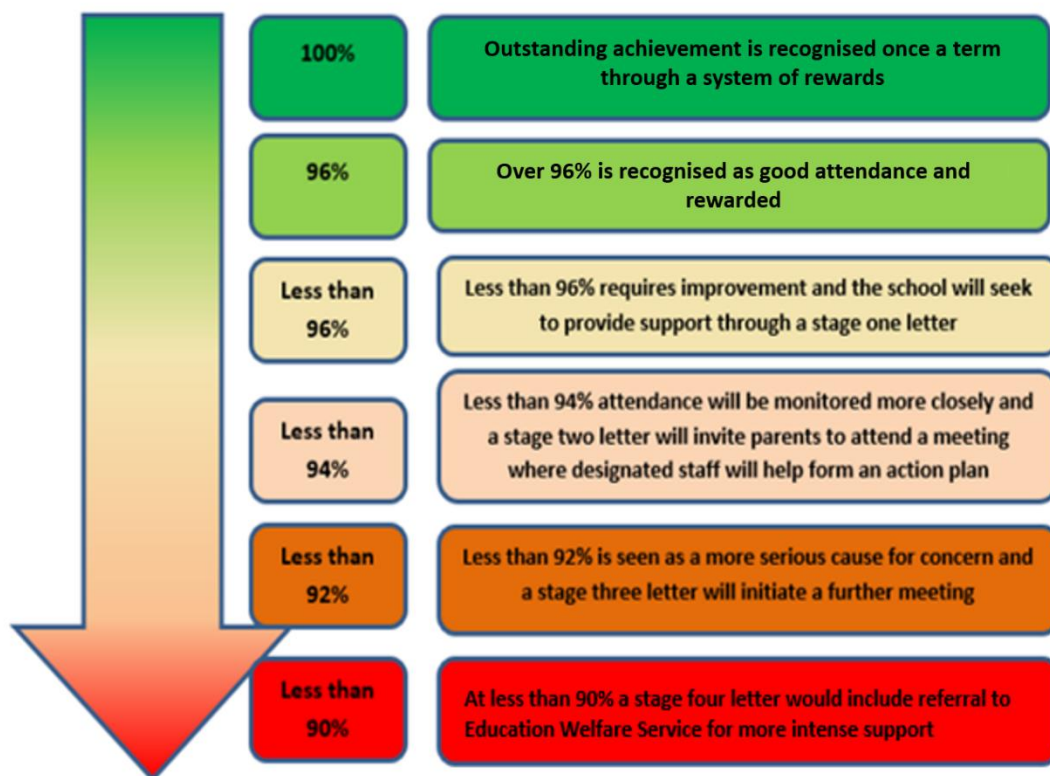 100%
Outstanding achievement is recognised once a term
through a system of rewards
96%
Over 96% is recognised as good attendance and
rewarded
Less than
96%
Less than 96% requires improvement and the school will seek
to provide support through a stage one letter
Less than
94%
Less than 94% attendance will be monitored more closely and
a stage two letter will invite parents to attend a meeting
where designated staff will help form an action plan
Less than
92%
Less than 92% is seen as a more serious cause for concern and
a stage three letter will initiate a further meeting
Less than
90%
At less than 90% a stage four letter would include referral to
Education Welfare Service for more intense support